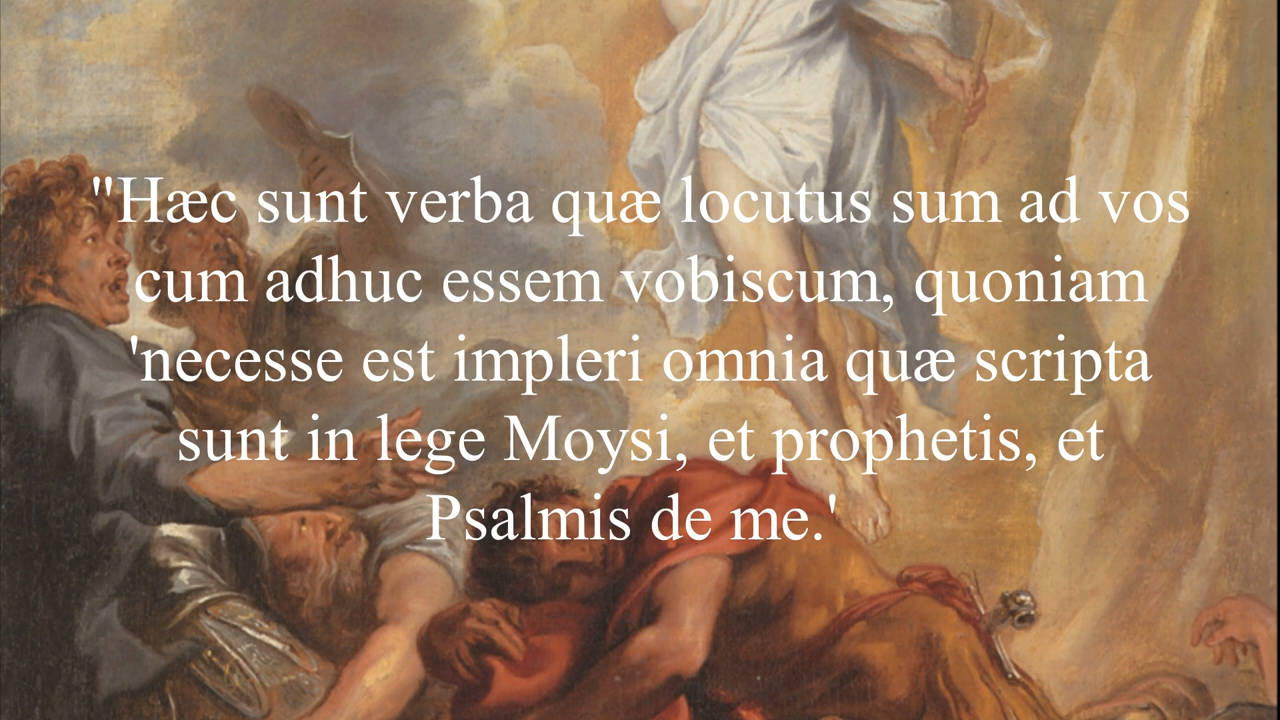 "Hæc sunt verba quæ locutus sum ad vos
cum adhuc essem vobiscum, quoniam
'necesse est impleri omnia quæ scripta
sunt in lege Moysi, et prophetis, et
Psalmis de me.'